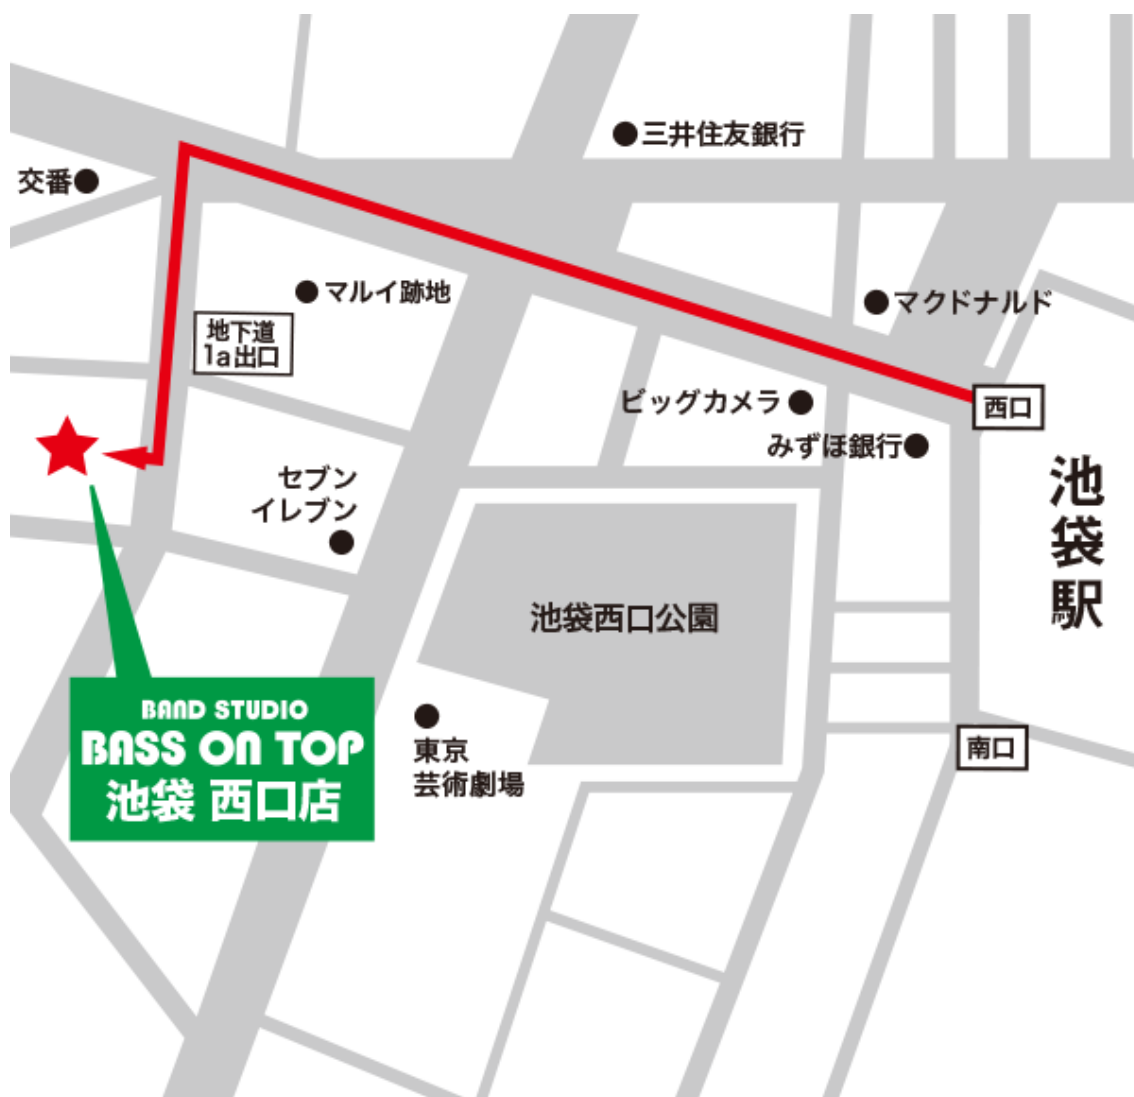 三井住友銀行
交番
マルイ跡地
マクドナルド
地下道
1a出口
ビッグカメラ
西口
みずほ銀行
池袋駅
セブン
イレブン
池袋西口公園
BAND STUDIO
BASS ON TOP
池袋 西口店
東京
芸術劇場
南口